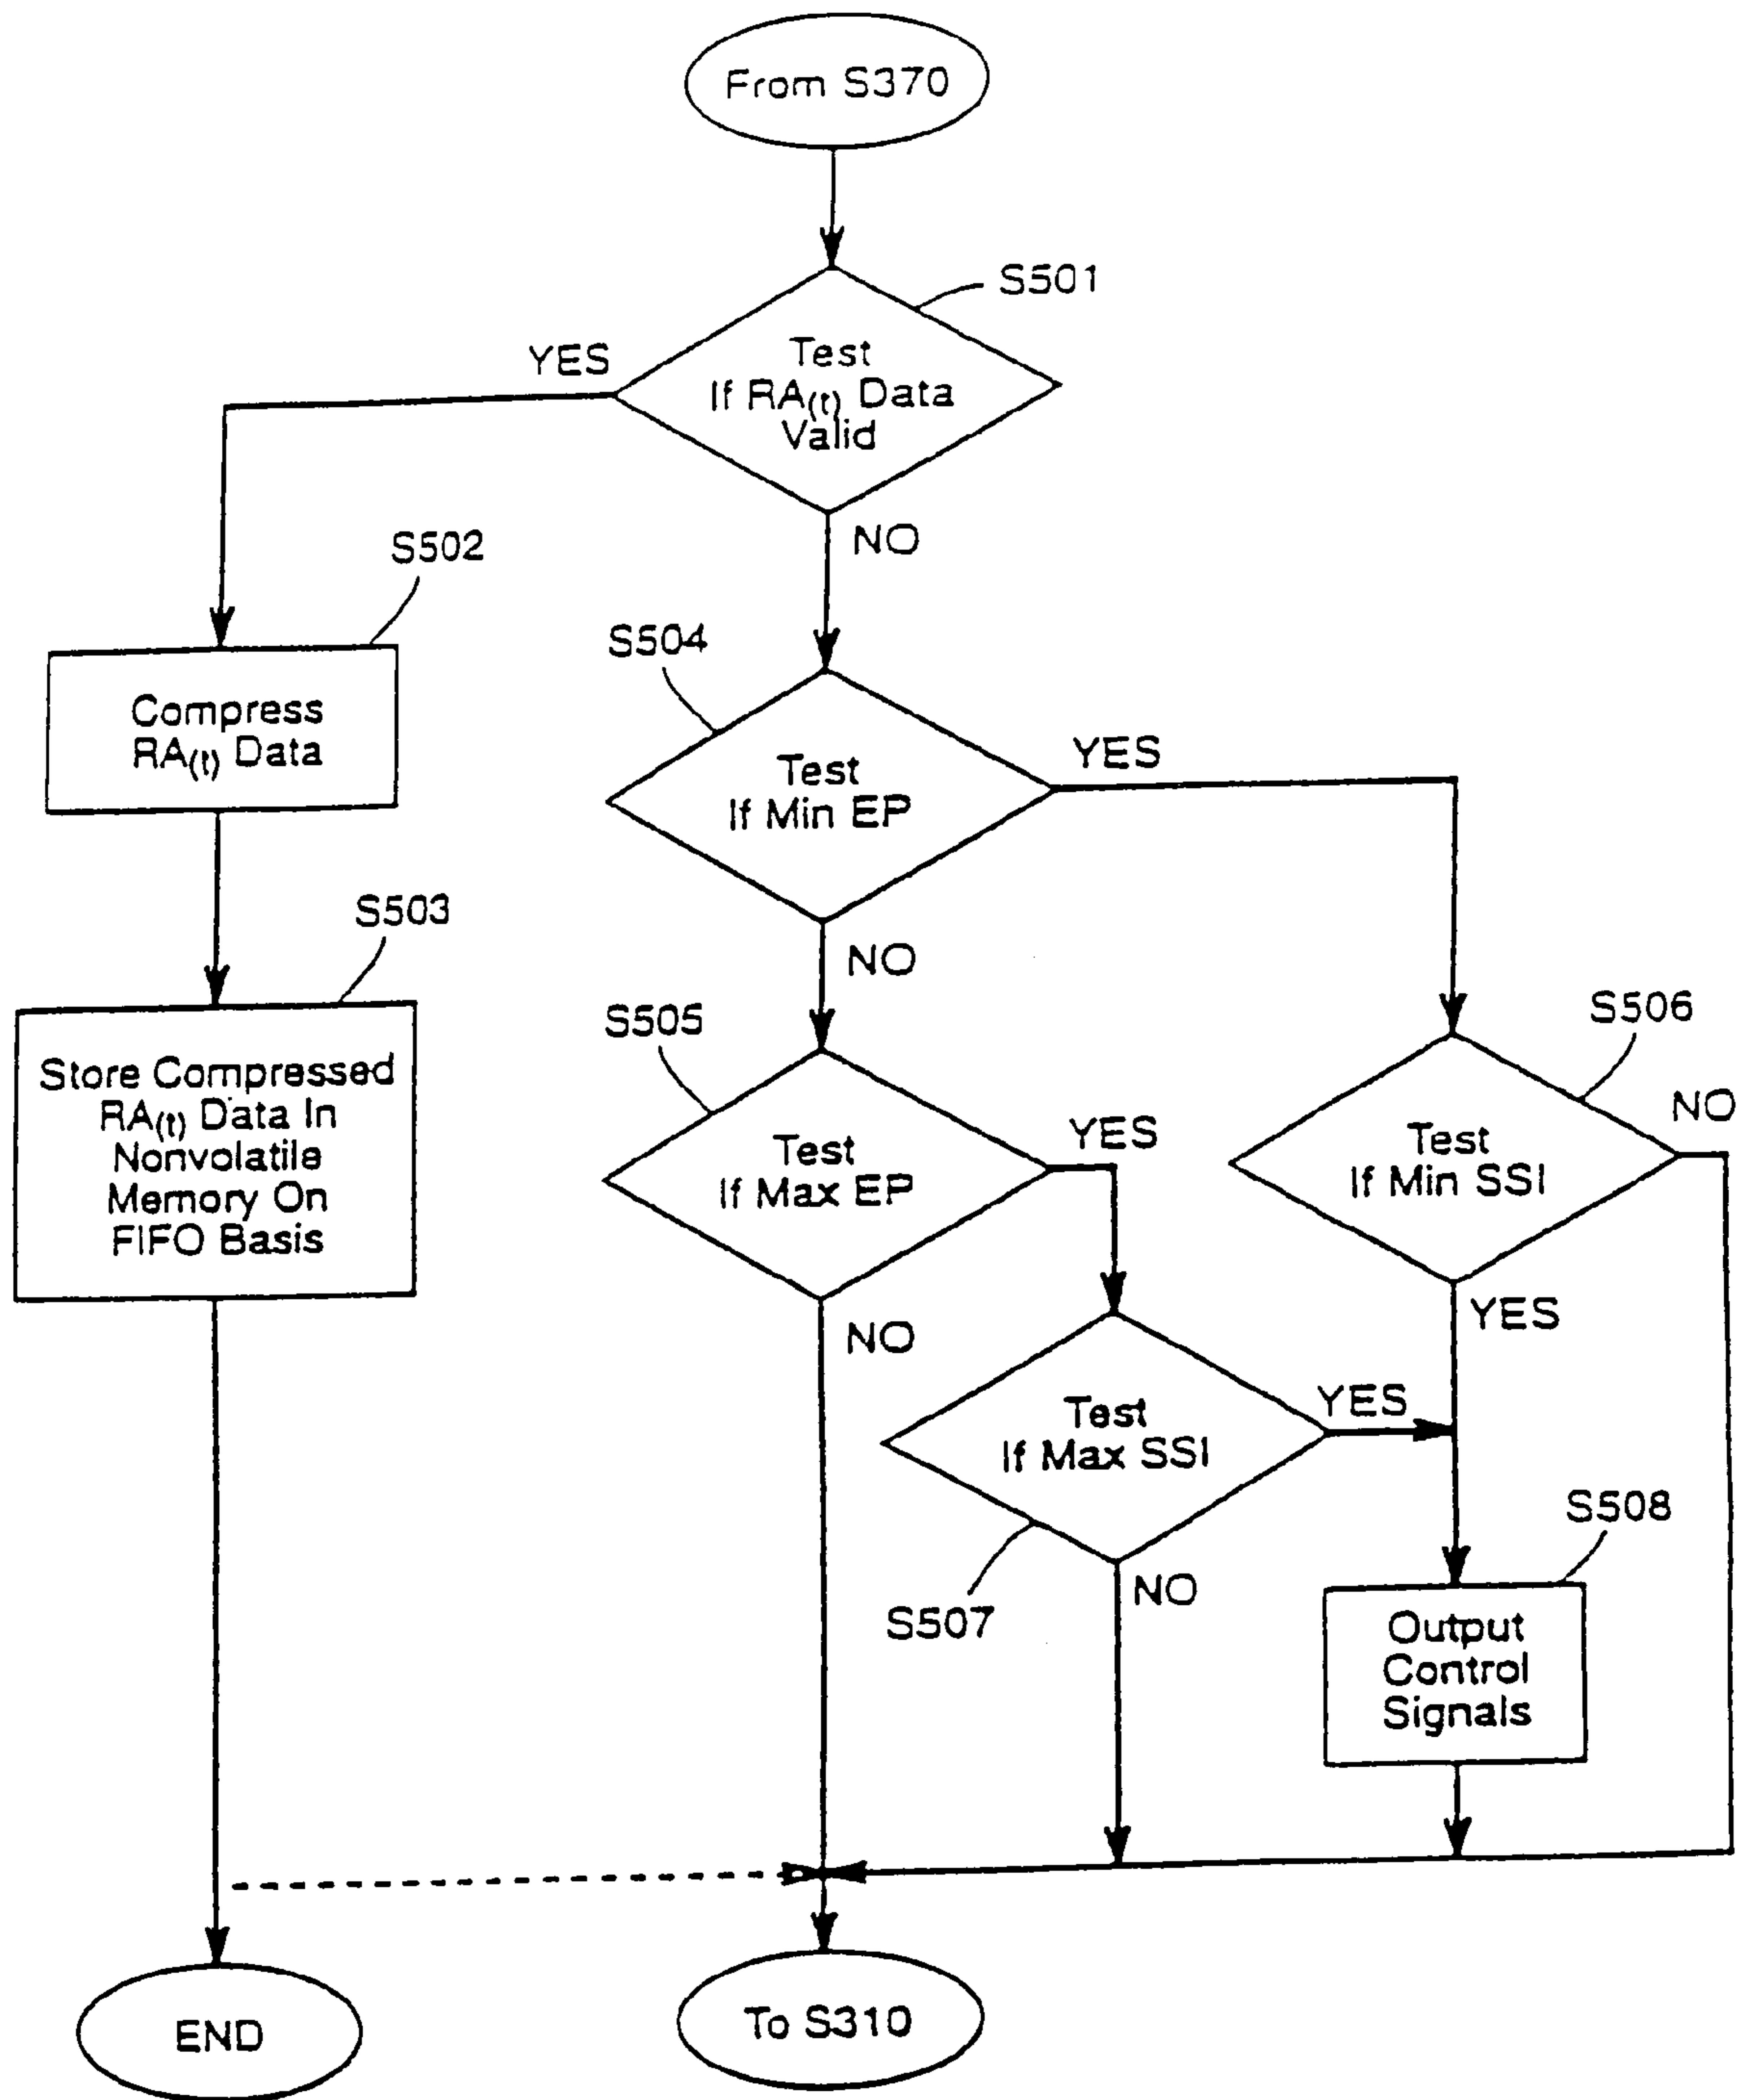 From S370
S501
YES
Test
If RA(t) Data
Valid
NO
S502
Compress
RA(t) Data
S504
Test
If Min EP
YES
NO
S503
Store Compressed
RA(t) Data In
Nonvolatile
Memory On
FIFO Basis
S505
Test
If Max EP
YES
NO
S506
Test
If Min SSI
NO
YES
Test
If Max SSI
YES
S507
NO
S508
Output
Control
Signals
END
To S310